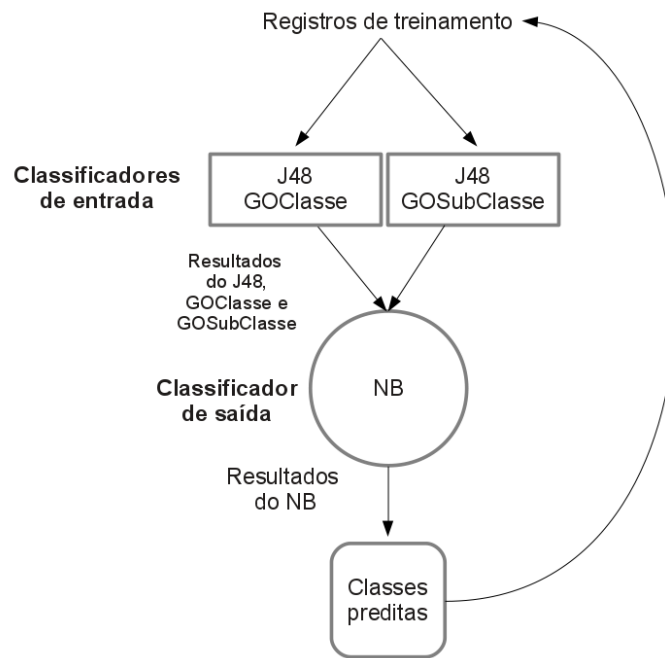 Registros de treinamento
Classificadores
de entrada
J48
GOClasse
J48
GOSubClasse
Resultados
do J48,
GOClasse e
GOSubClasse
Classificador
de saída
NB
Resultados
do NB
Classes
preditas